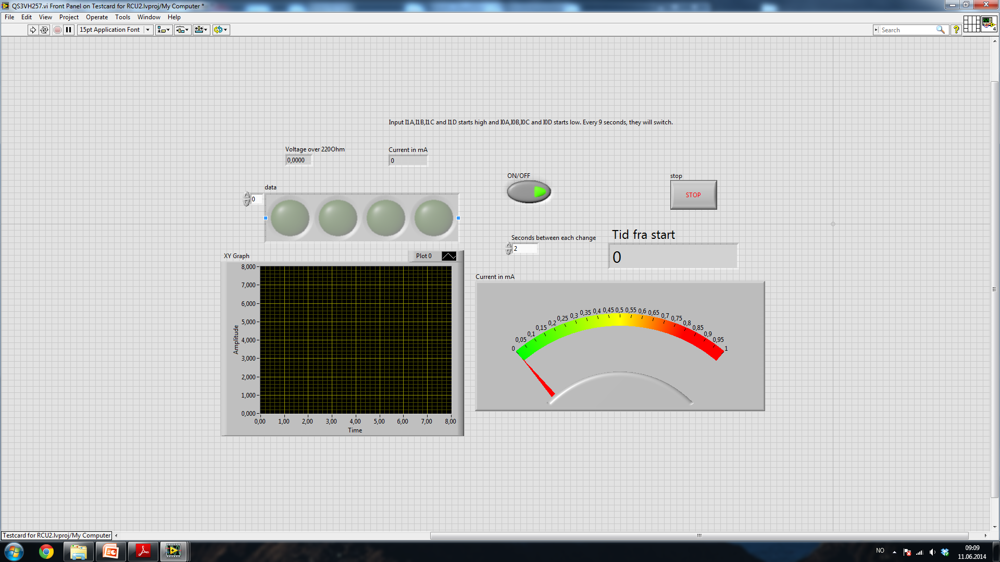 QS3VH257.vi Front Panel on Testcard for RCU2.lvproj/My Computer *
File Edit View Project Operate Tools Window Help
15pt Application Font
Search
?
4
Input I1A,I1B,I1C and I1D starts high and I0A,I0B,I0C and I0D starts low. Every 9 seconds, they will switch.
Voltage over 220Ohm
0,0000
Current in mA
0
ON/OFF
stop
STOP
data
0
Seconds between each change
2
Tid fra start
0
XY Graph
Plot 0
8,000
7,000
6,000
5,000
4,000
3,000
2,000
1,000
0,000
Amplitude
0,00 1,00 2,00 3,00 4,00 5,00 6,00 7,00 8,00
Time
Current in mA
0 0,05 0,1 0,15 0,2 0,25 0,3 0,35 0,4 0,45 0,5 0,55 0,6 0,65 0,7 0,75 0,8 0,85 0,9 0,95 1
Testcard for RCU2.lvproj/My Computer
NO
09:09
11.06.2014